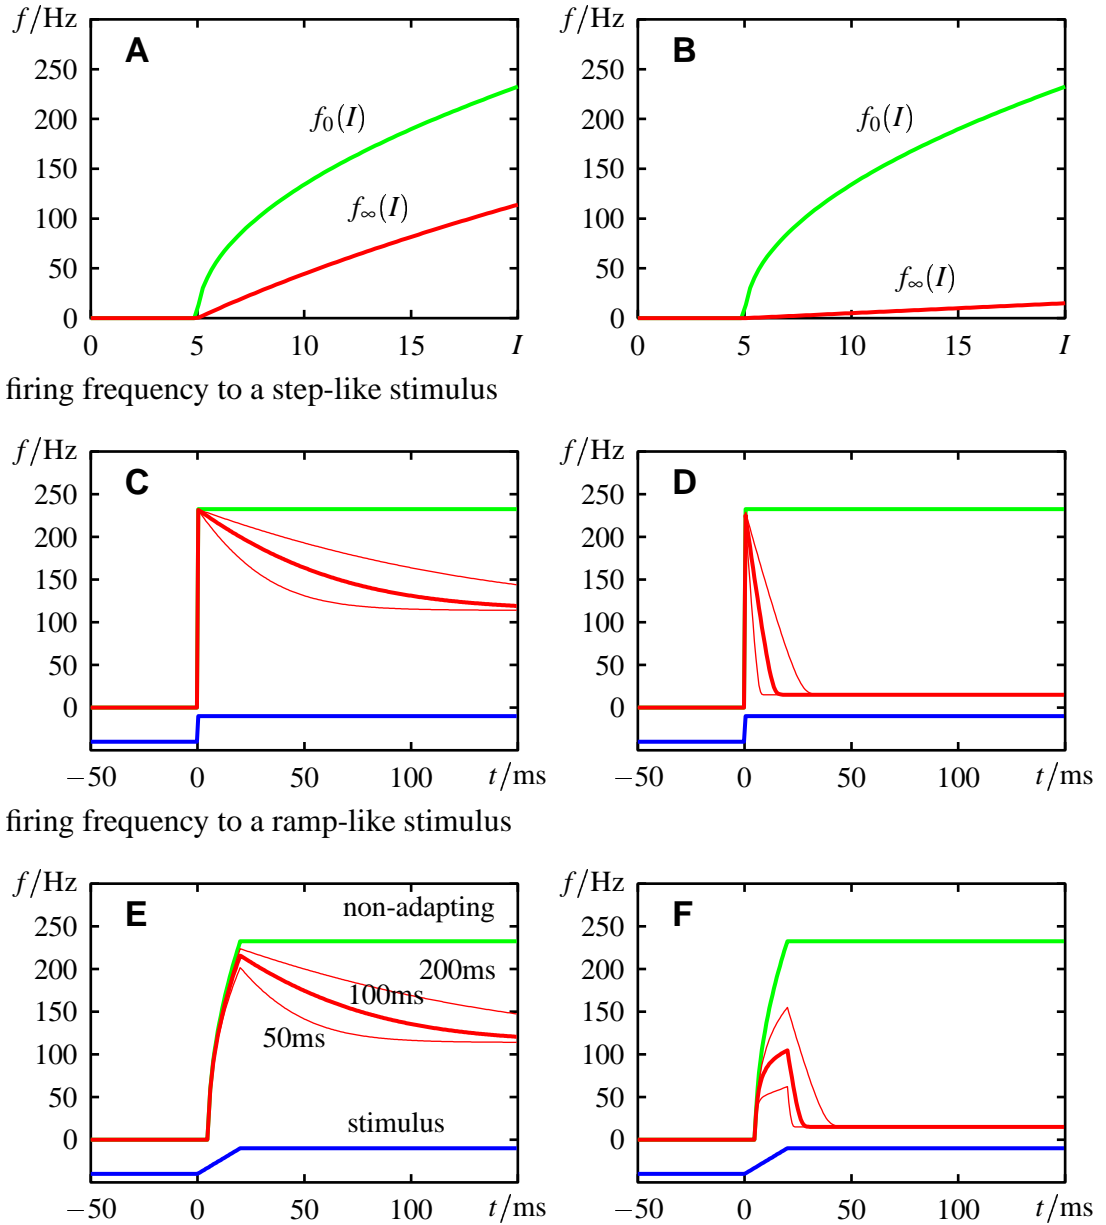 f/Hz
A
250
200
150
100
50
0
f₀(I)
f∞(I)
0 5 10 15 I
f/Hz
B
250
200
150
100
50
0
f₀(I)
f∞(I)
0 5 10 15 I
firing frequency to a step-like stimulus
f/Hz
C
250
200
150
100
50
0
−50 0 50 100 t/ms
f/Hz
D
250
200
150
100
50
0
−50 0 50 100 t/ms
firing frequency to a ramp-like stimulus
f/Hz
E
non-adapting
250
200
150
100
50
0
200ms
100ms
50ms
stimulus
−50 0 50 100 t/ms
f/Hz
F
250
200
150
100
50
0
−50 0 50 100 t/ms